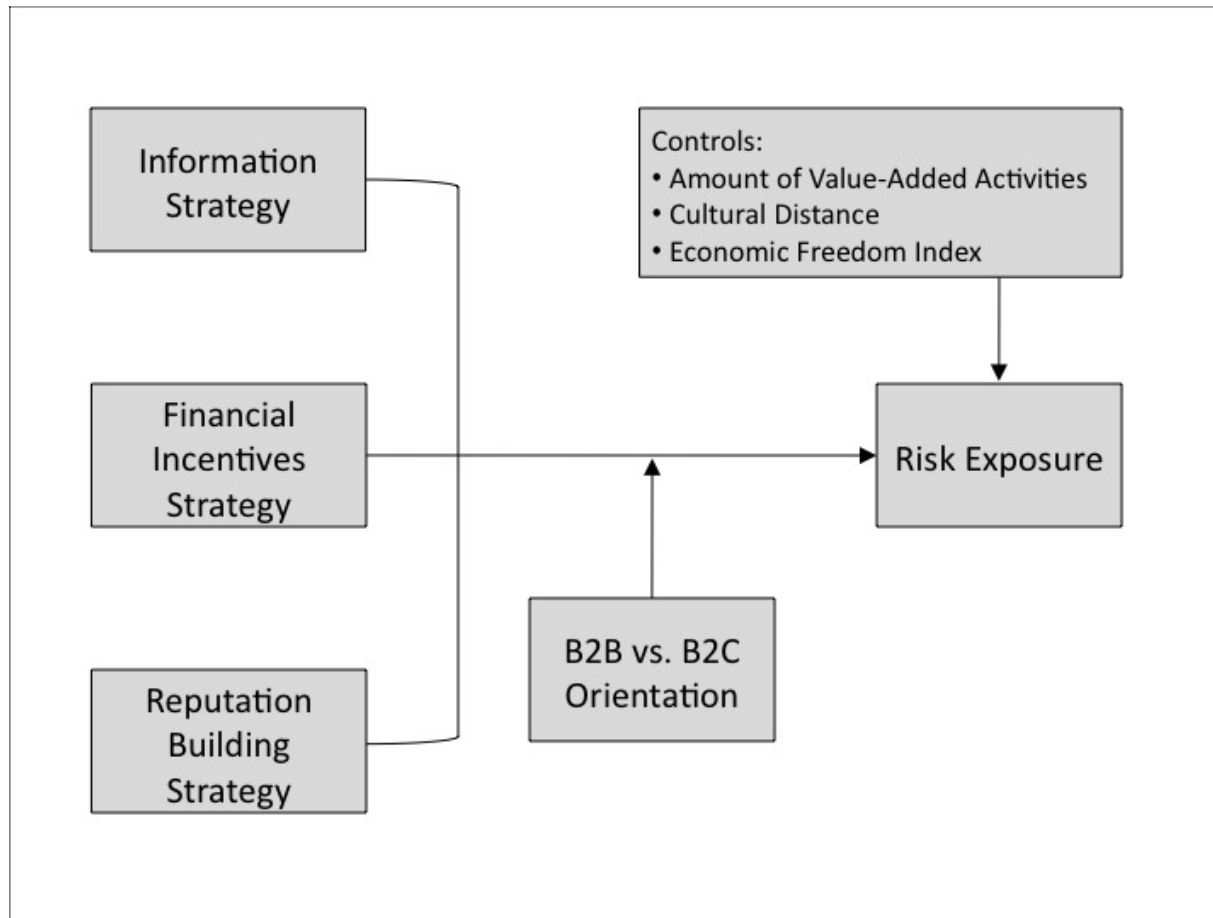 Information
Strategy
Controls:
• Amount of Value-Added Activities
• Cultural Distance
• Economic Freedom Index
Financial
Incentives
Strategy
Risk Exposure
B2B vs. B2C
Orientation
Reputation
Building
Strategy